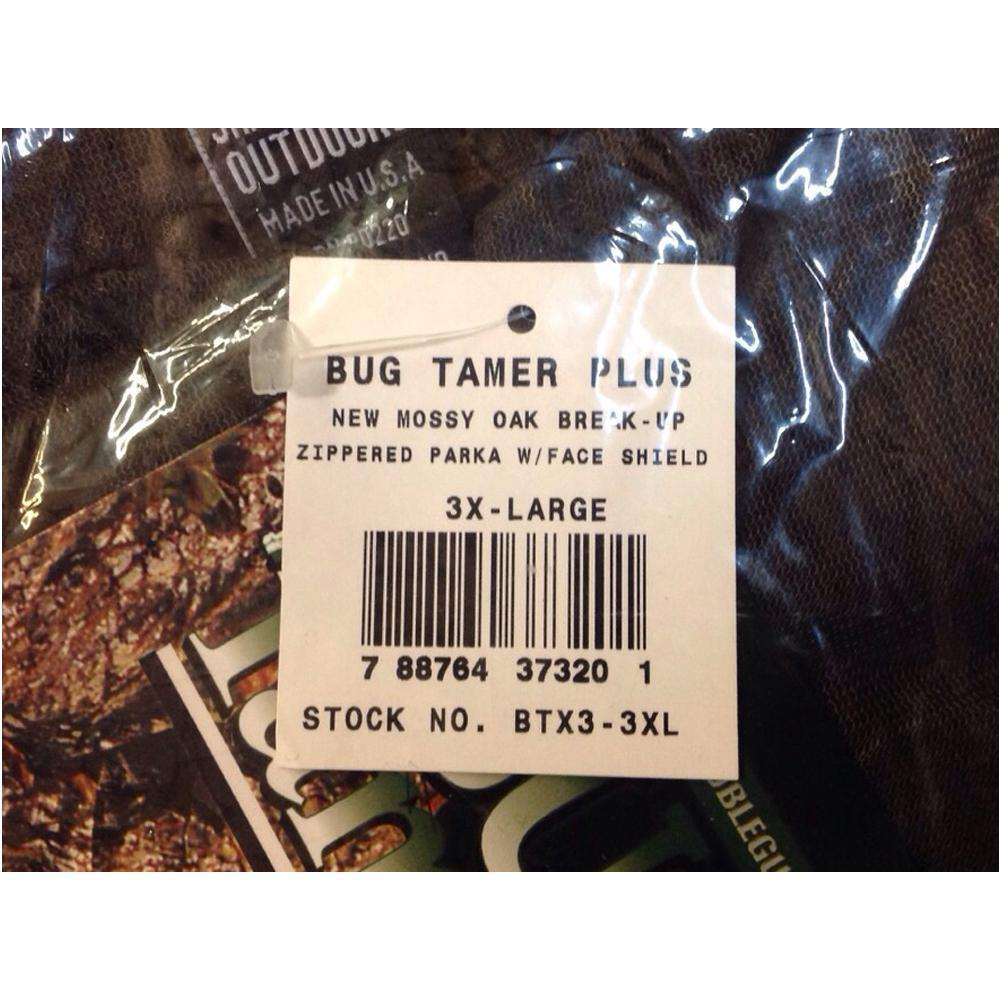 OUTDOOR
MADE IN U.S.A
BUG TAMER PLUS
NEW MOSSY OAK BREAK-UP
ZIPPERED PARKA W/FACE SHIELD
3X-LARGE
7 88764 37320 1
STOCK NO. BTX3-3XL